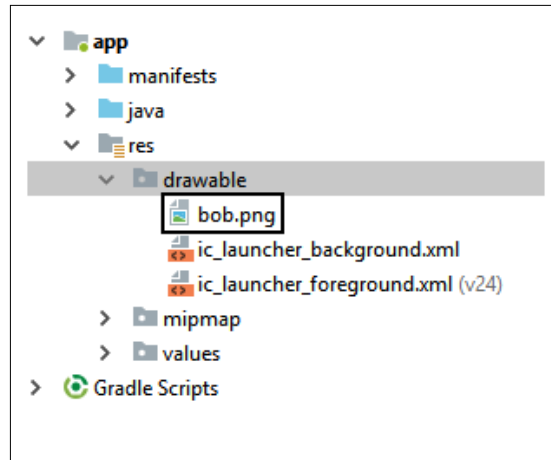 app
manifests
java
res
drawable
bob.png
ic_launcher_background.xml
ic_launcher_foreground.xml (v24)
mipmap
values
Gradle Scripts